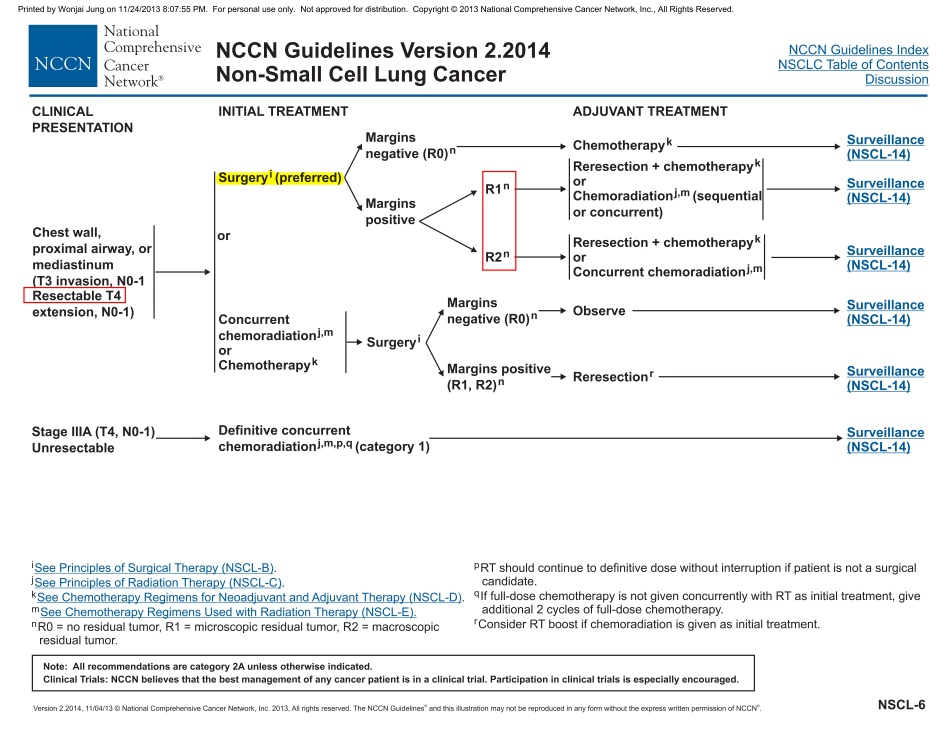 Printed by Wonjai Jung on 11/24/2013 8:07:55 PM.  For personal use only.  Not approved for distribution.  Copyright © 2013 National Comprehensive Cancer Network, Inc., All Rights Reserved.
NCCN
National
Comprehensive
Cancer
Network®
NCCN Guidelines Version 2.2014
Non-Small Cell Lung Cancer
NCCN Guidelines Index
NSCLC Table of Contents
Discussion
CLINICAL
PRESENTATION
INITIAL TREATMENT
ADJUVANT TREATMENT
Chest wall,
proximal airway, or
mediastinum
(T3 invasion, N0-1
Resectable T4
extension, N0-1)
Surgeryⁱ (preferred)
or
Concurrent
chemoradiationʲ,ᵐ
or
Chemotherapyᵏ
Margins
negative (R0)ⁿ
Margins
positive
R1ⁿ
R2ⁿ
Chemotherapyᵏ
Reresection + chemotherapyᵏ
or
Chemoradiationʲ,ᵐ (sequential
or concurrent)
Reresection + chemotherapyᵏ
or
Concurrent chemoradiationʲ,ᵐ
Surveillance
(NSCL-14)
Surveillance
(NSCL-14)
Surveillance
(NSCL-14)
Surgeryⁱ
Margins
negative (R0)ⁿ
Observe
Surveillance
(NSCL-14)
Margins positive
(R1, R2)ⁿ
Reresectionʳ
Surveillance
(NSCL-14)
Stage IIIA (T4, N0-1)
Unresectable
Definitive concurrent
chemoradiationʲ,ᵐ,ᵖ,q (category 1)
Surveillance
(NSCL-14)
ⁱSee Principles of Surgical Therapy (NSCL-B).
ʲSee Principles of Radiation Therapy (NSCL-C).
ᵏSee Chemotherapy Regimens for Neoadjuvant and Adjuvant Therapy (NSCL-D).
ᵐSee Chemotherapy Regimens Used with Radiation Therapy (NSCL-E).
ⁿR0 = no residual tumor, R1 = microscopic residual tumor, R2 = macroscopic
residual tumor.
ᵖRT should continue to definitive dose without interruption if patient is not a surgical
candidate.
qIf full-dose chemotherapy is not given concurrently with RT as initial treatment, give
additional 2 cycles of full-dose chemotherapy.
ʳConsider RT boost if chemoradiation is given as initial treatment.
Note:  All recommendations are category 2A unless otherwise indicated.
Clinical Trials: NCCN believes that the best management of any cancer patient is in a clinical trial. Participation in clinical trials is especially encouraged.
Version 2.2014, 11/04/13 © National Comprehensive Cancer Network, Inc. 2013, All rights reserved. The NCCN Guidelines® and this illustration may not be reproduced in any form without the express written permission of NCCN®.
NSCL-6